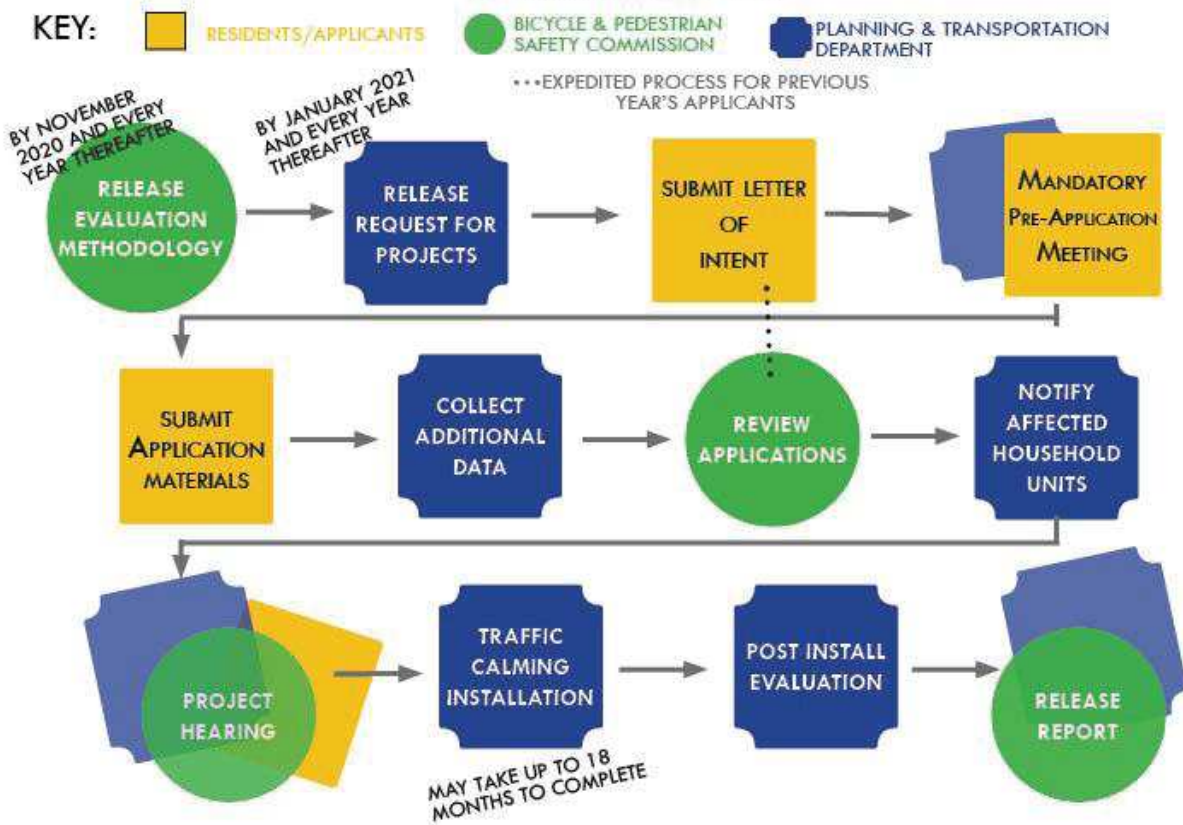 KEY:
RESIDENTS/APPLICANTS
BICYCLE & PEDESTRIAN
SAFETY COMMISSION
PLANNING & TRANSPORTATION
DEPARTMENT
•••EXPEDITED PROCESS FOR PREVIOUS
YEAR'S APPLICANTS
BY NOVEMBER
2020 AND EVERY
YEAR THEREAFTER
RELEASE
EVALUATION
METHODOLOGY
BY JANUARY 2021
AND EVERY YEAR
THEREAFTER
RELEASE
REQUEST FOR
PROJECTS
SUBMIT LETTER
OF
INTENT
MANDATORY
PRE-APPLICATION
MEETING
SUBMIT
APPLICATION
MATERIALS
COLLECT
ADDITIONAL
DATA
REVIEW
APPLICATIONS
NOTIFY
AFFECTED
HOUSEHOLD
UNITS
PROJECT
HEARING
TRAFFIC
CALMING
INSTALLATION
MAY TAKE UP TO 18
MONTHS TO COMPLETE
POST INSTALL
EVALUATION
RELEASE
REPORT